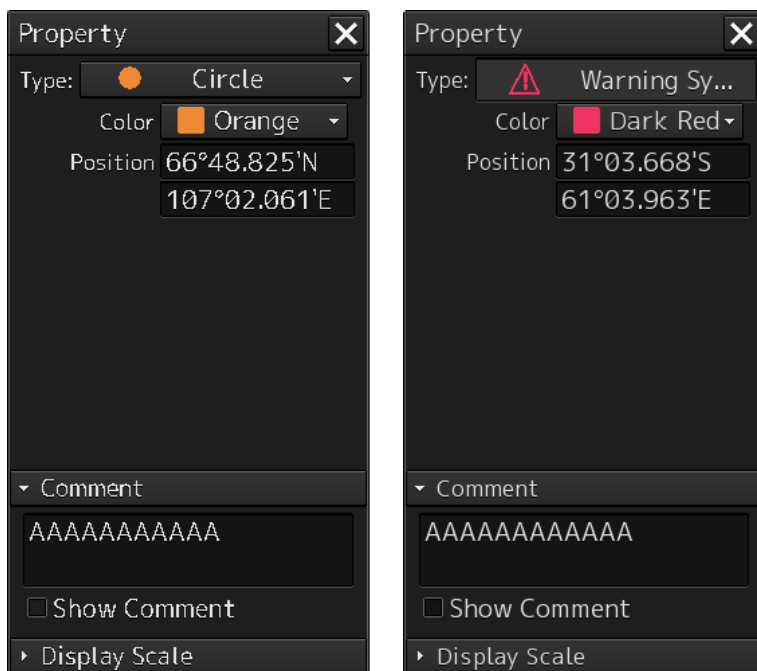 Property
Type: Circle
Color Orange
Position 66°48.825'N
107°02.061'E
Comment
AAAAAAAAAAA
Show Comment
Display Scale
Property
Type: Warning Sy...
Color Dark Red
Position 31°03.668'S
61°03.963'E
Comment
AAAAAAAAAAAA
Show Comment
Display Scale